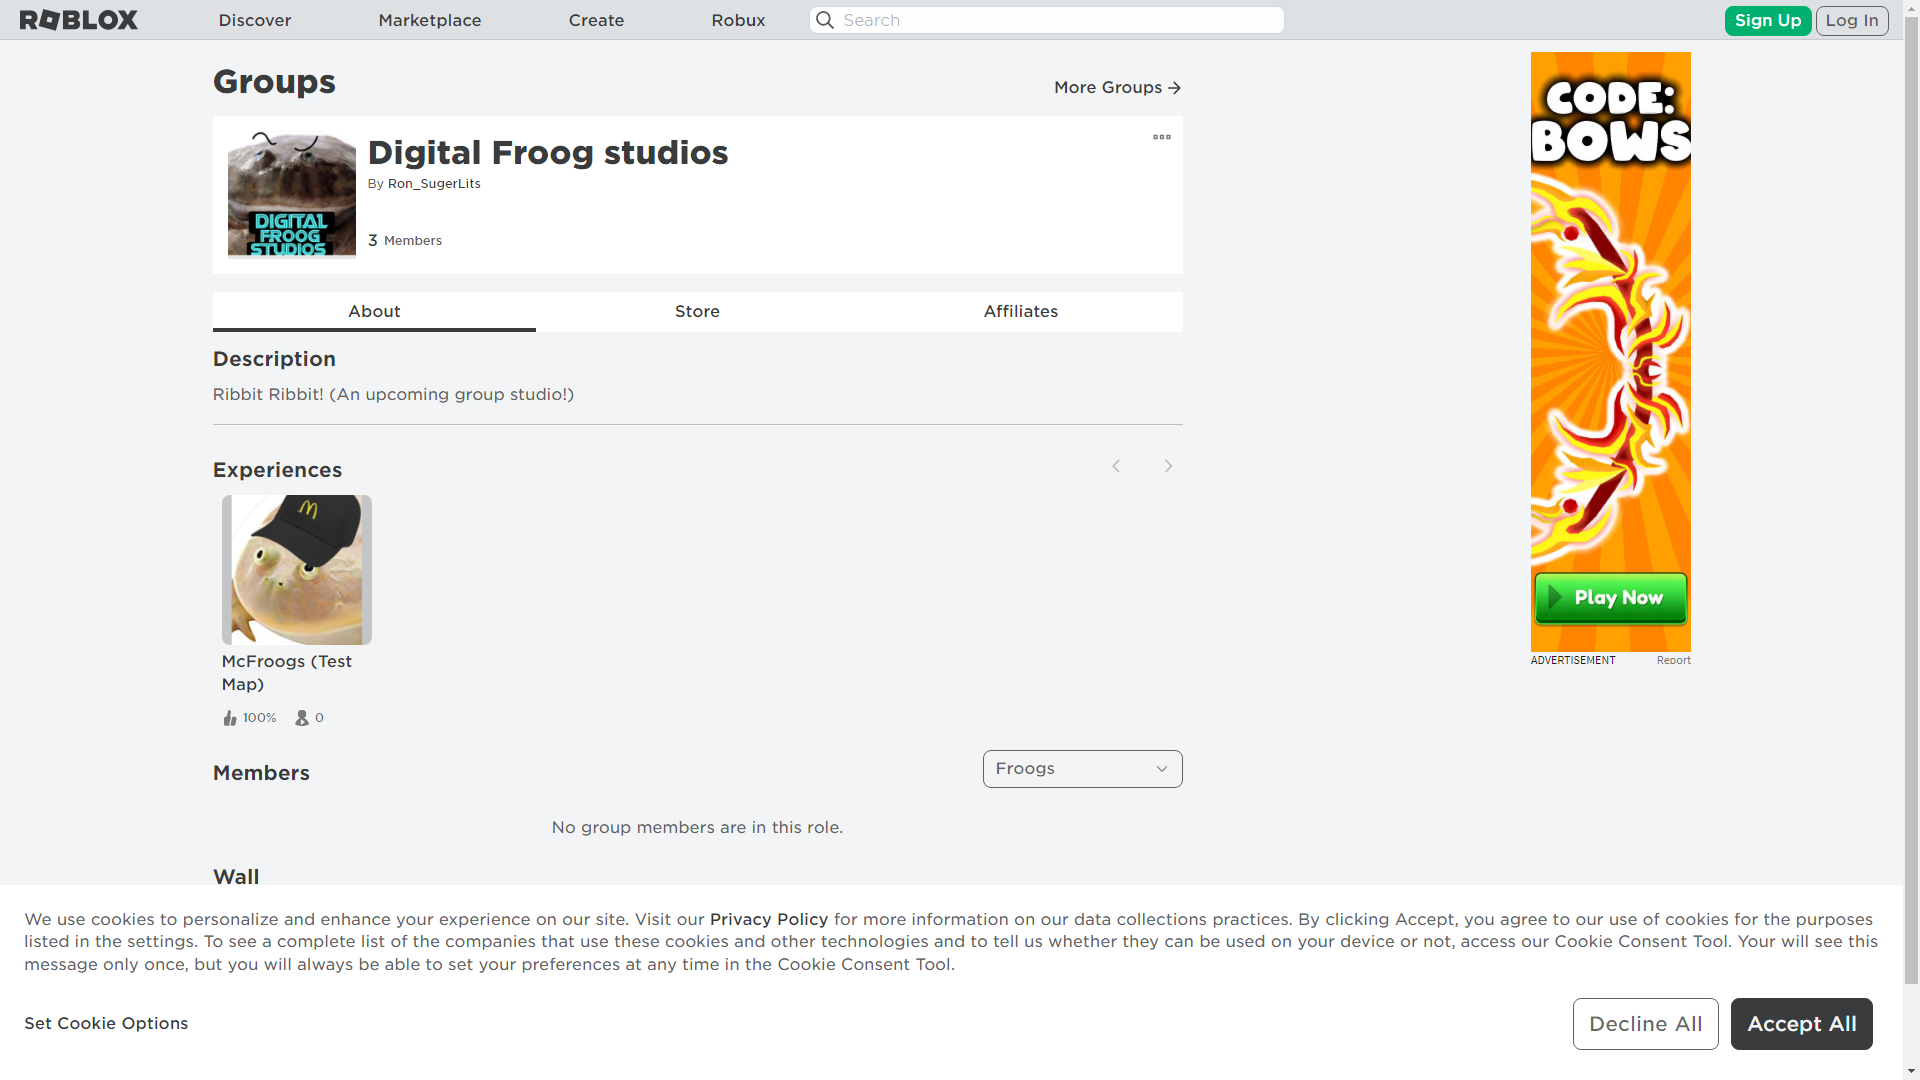 ROBLOX
Discover
Marketplace
Create
Robux
Search
Sign Up
Log In
Groups
More Groups
Digital Froog studios
By Ron_SugerLits
3 Members
DIGITAL
FROOG
STUDIOS
About
Store
Affiliates
Description
Ribbit Ribbit! (An upcoming group studio!)
Experiences
McFroogs (Test
Map)
100%
0
Members
Froogs
No group members are in this role.
Wall
CODE:
BOWS
Play Now
ADVERTISEMENT
Report
We use cookies to personalize and enhance your experience on our site. Visit our Privacy Policy for more information on our data collections practices. By clicking Accept, you agree to our use of cookies for the purposes
listed in the settings. To see a complete list of the companies that use these cookies and other technologies and to tell us whether they can be used on your device or not, access our Cookie Consent Tool. Your will see this
message only once, but you will always be able to set your preferences at any time in the Cookie Consent Tool.
Set Cookie Options
Decline All
Accept All